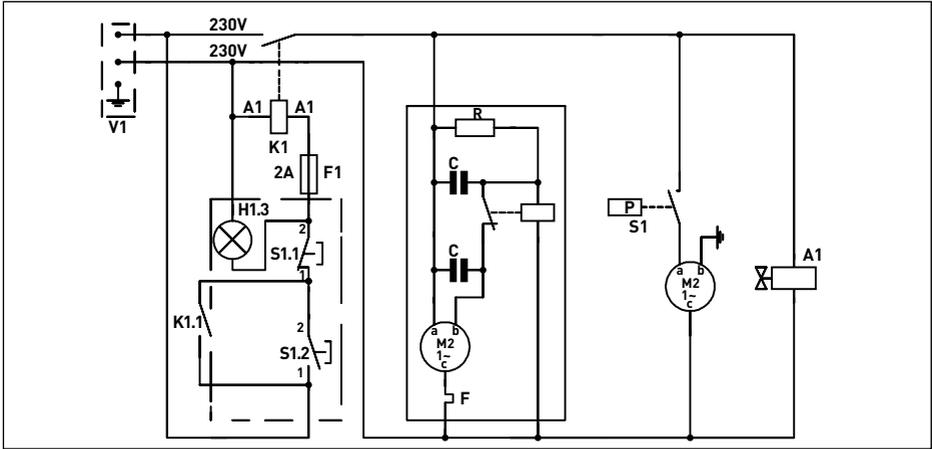 230V
230V
V1
A1
A1
K1
2A
F1
H1.3
2
S1.1
1
K1.1
2
S1.2
1
R
C
C
a
b
M2
1~
c
F
P
S1
a
b
M2
1~
c
A1